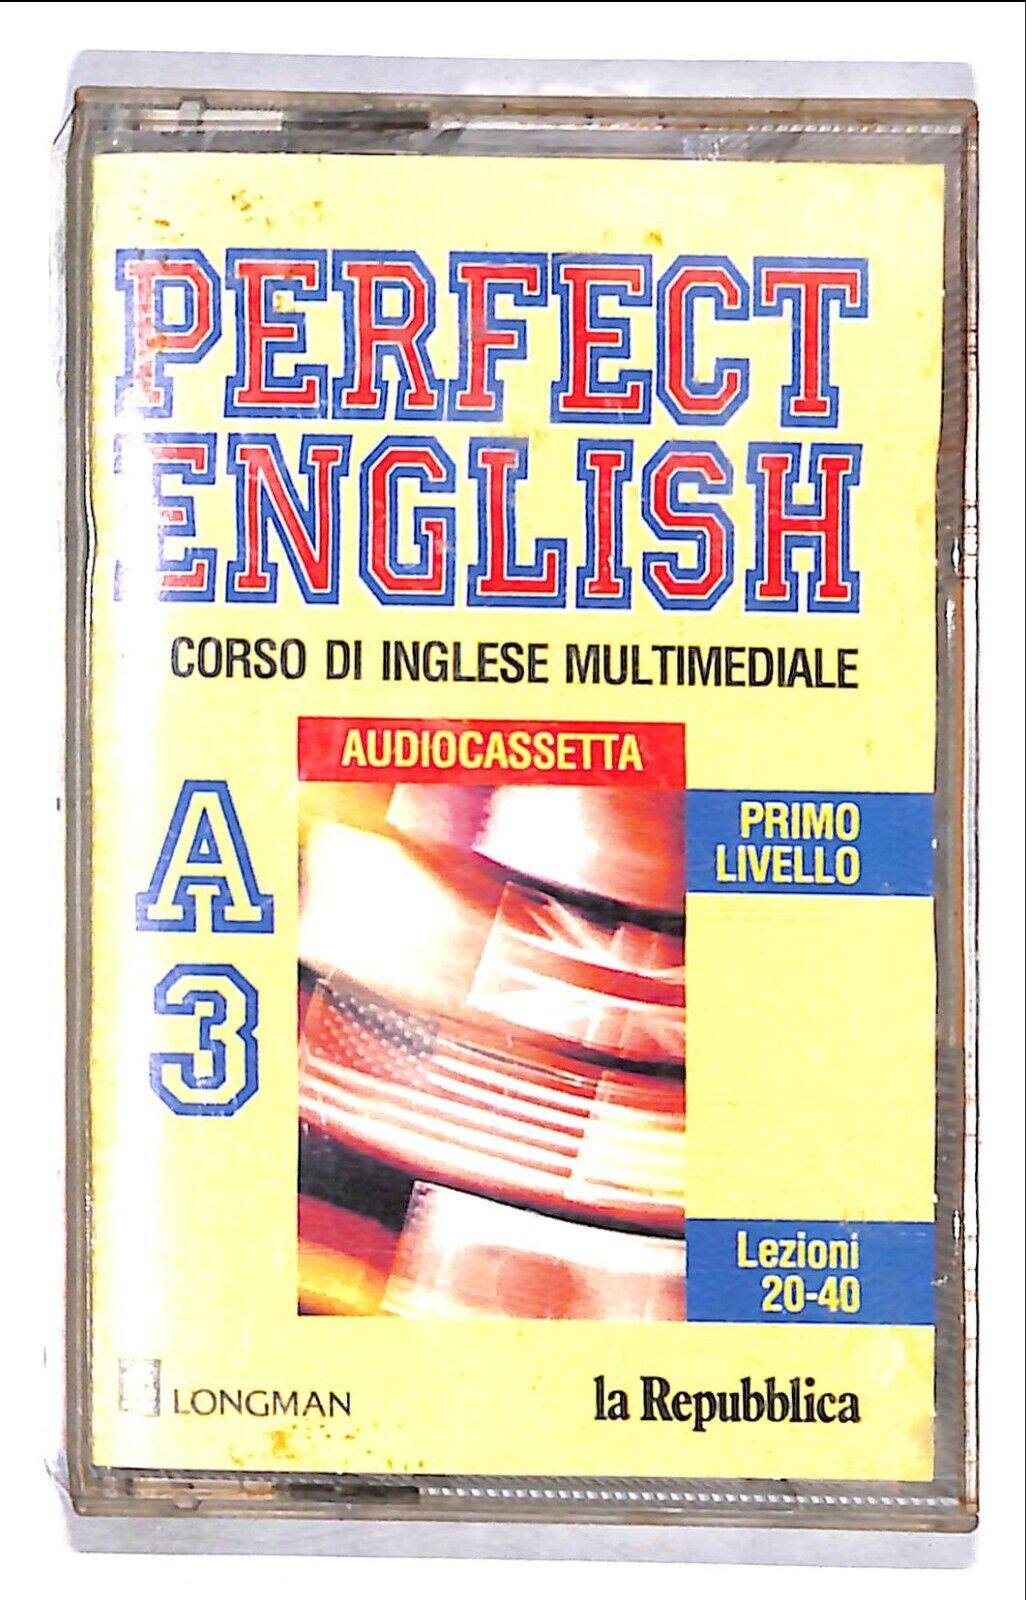 PERFECT
ENGLISH
CORSO DI INGLESE MULTIMEDIALE
AUDIOCASSETTA
A
3
PRIMO
LIVELLO
Lezioni
20-40
LONGMAN
la Repubblica